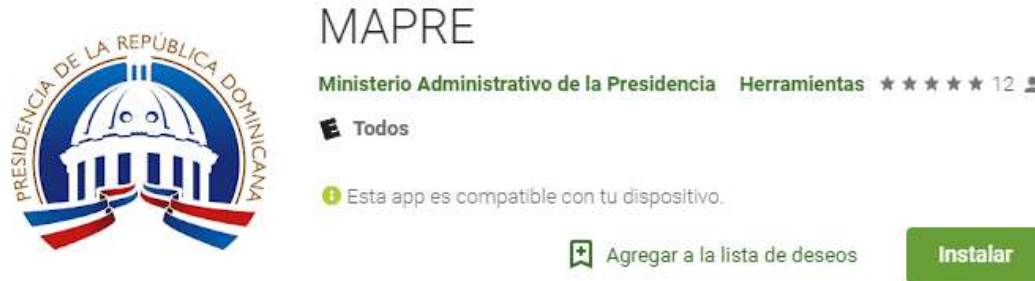 PRESIDENCIA DE LA REPÚBLICA DOMINICANA
MAPRE
Ministerio Administrativo de la Presidencia Herramientas ★★★★★ 12
E Todos
Esta app es compatible con tu dispositivo.
Agregar a la lista de deseos Instalar